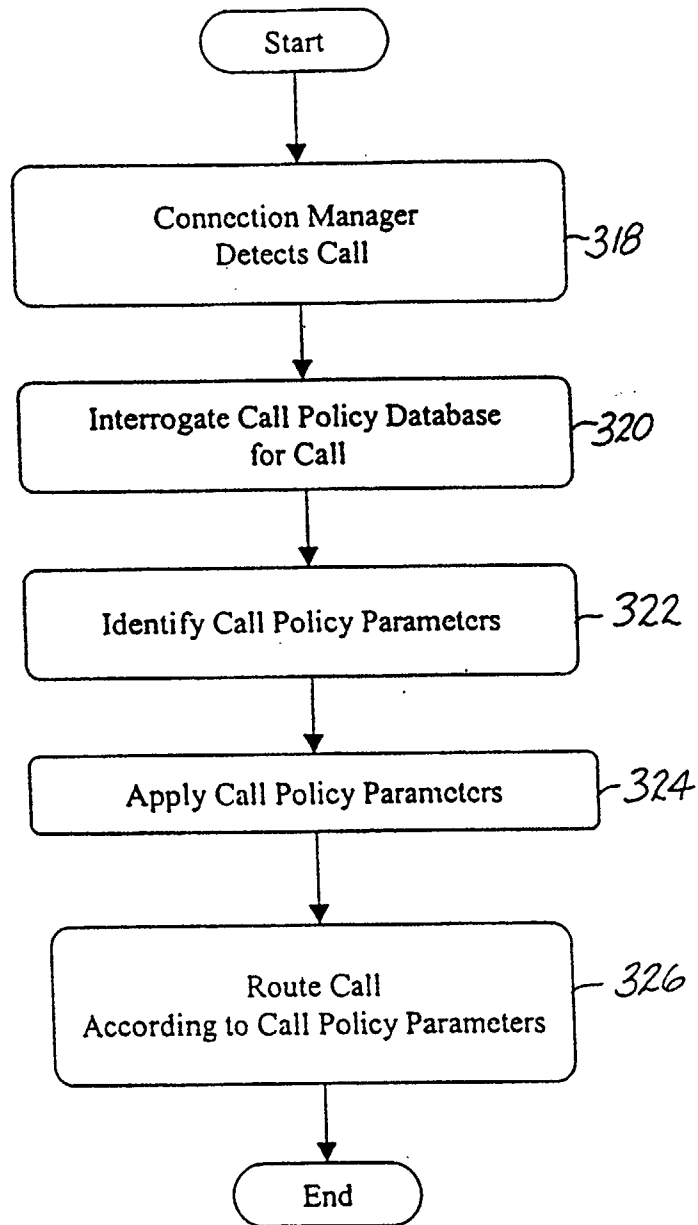 Start
Connection Manager
Detects Call
318
Interrogate Call Policy Database
for Call
320
Identify Call Policy Parameters
322
Apply Call Policy Parameters
324
Route Call
According to Call Policy Parameters
326
End